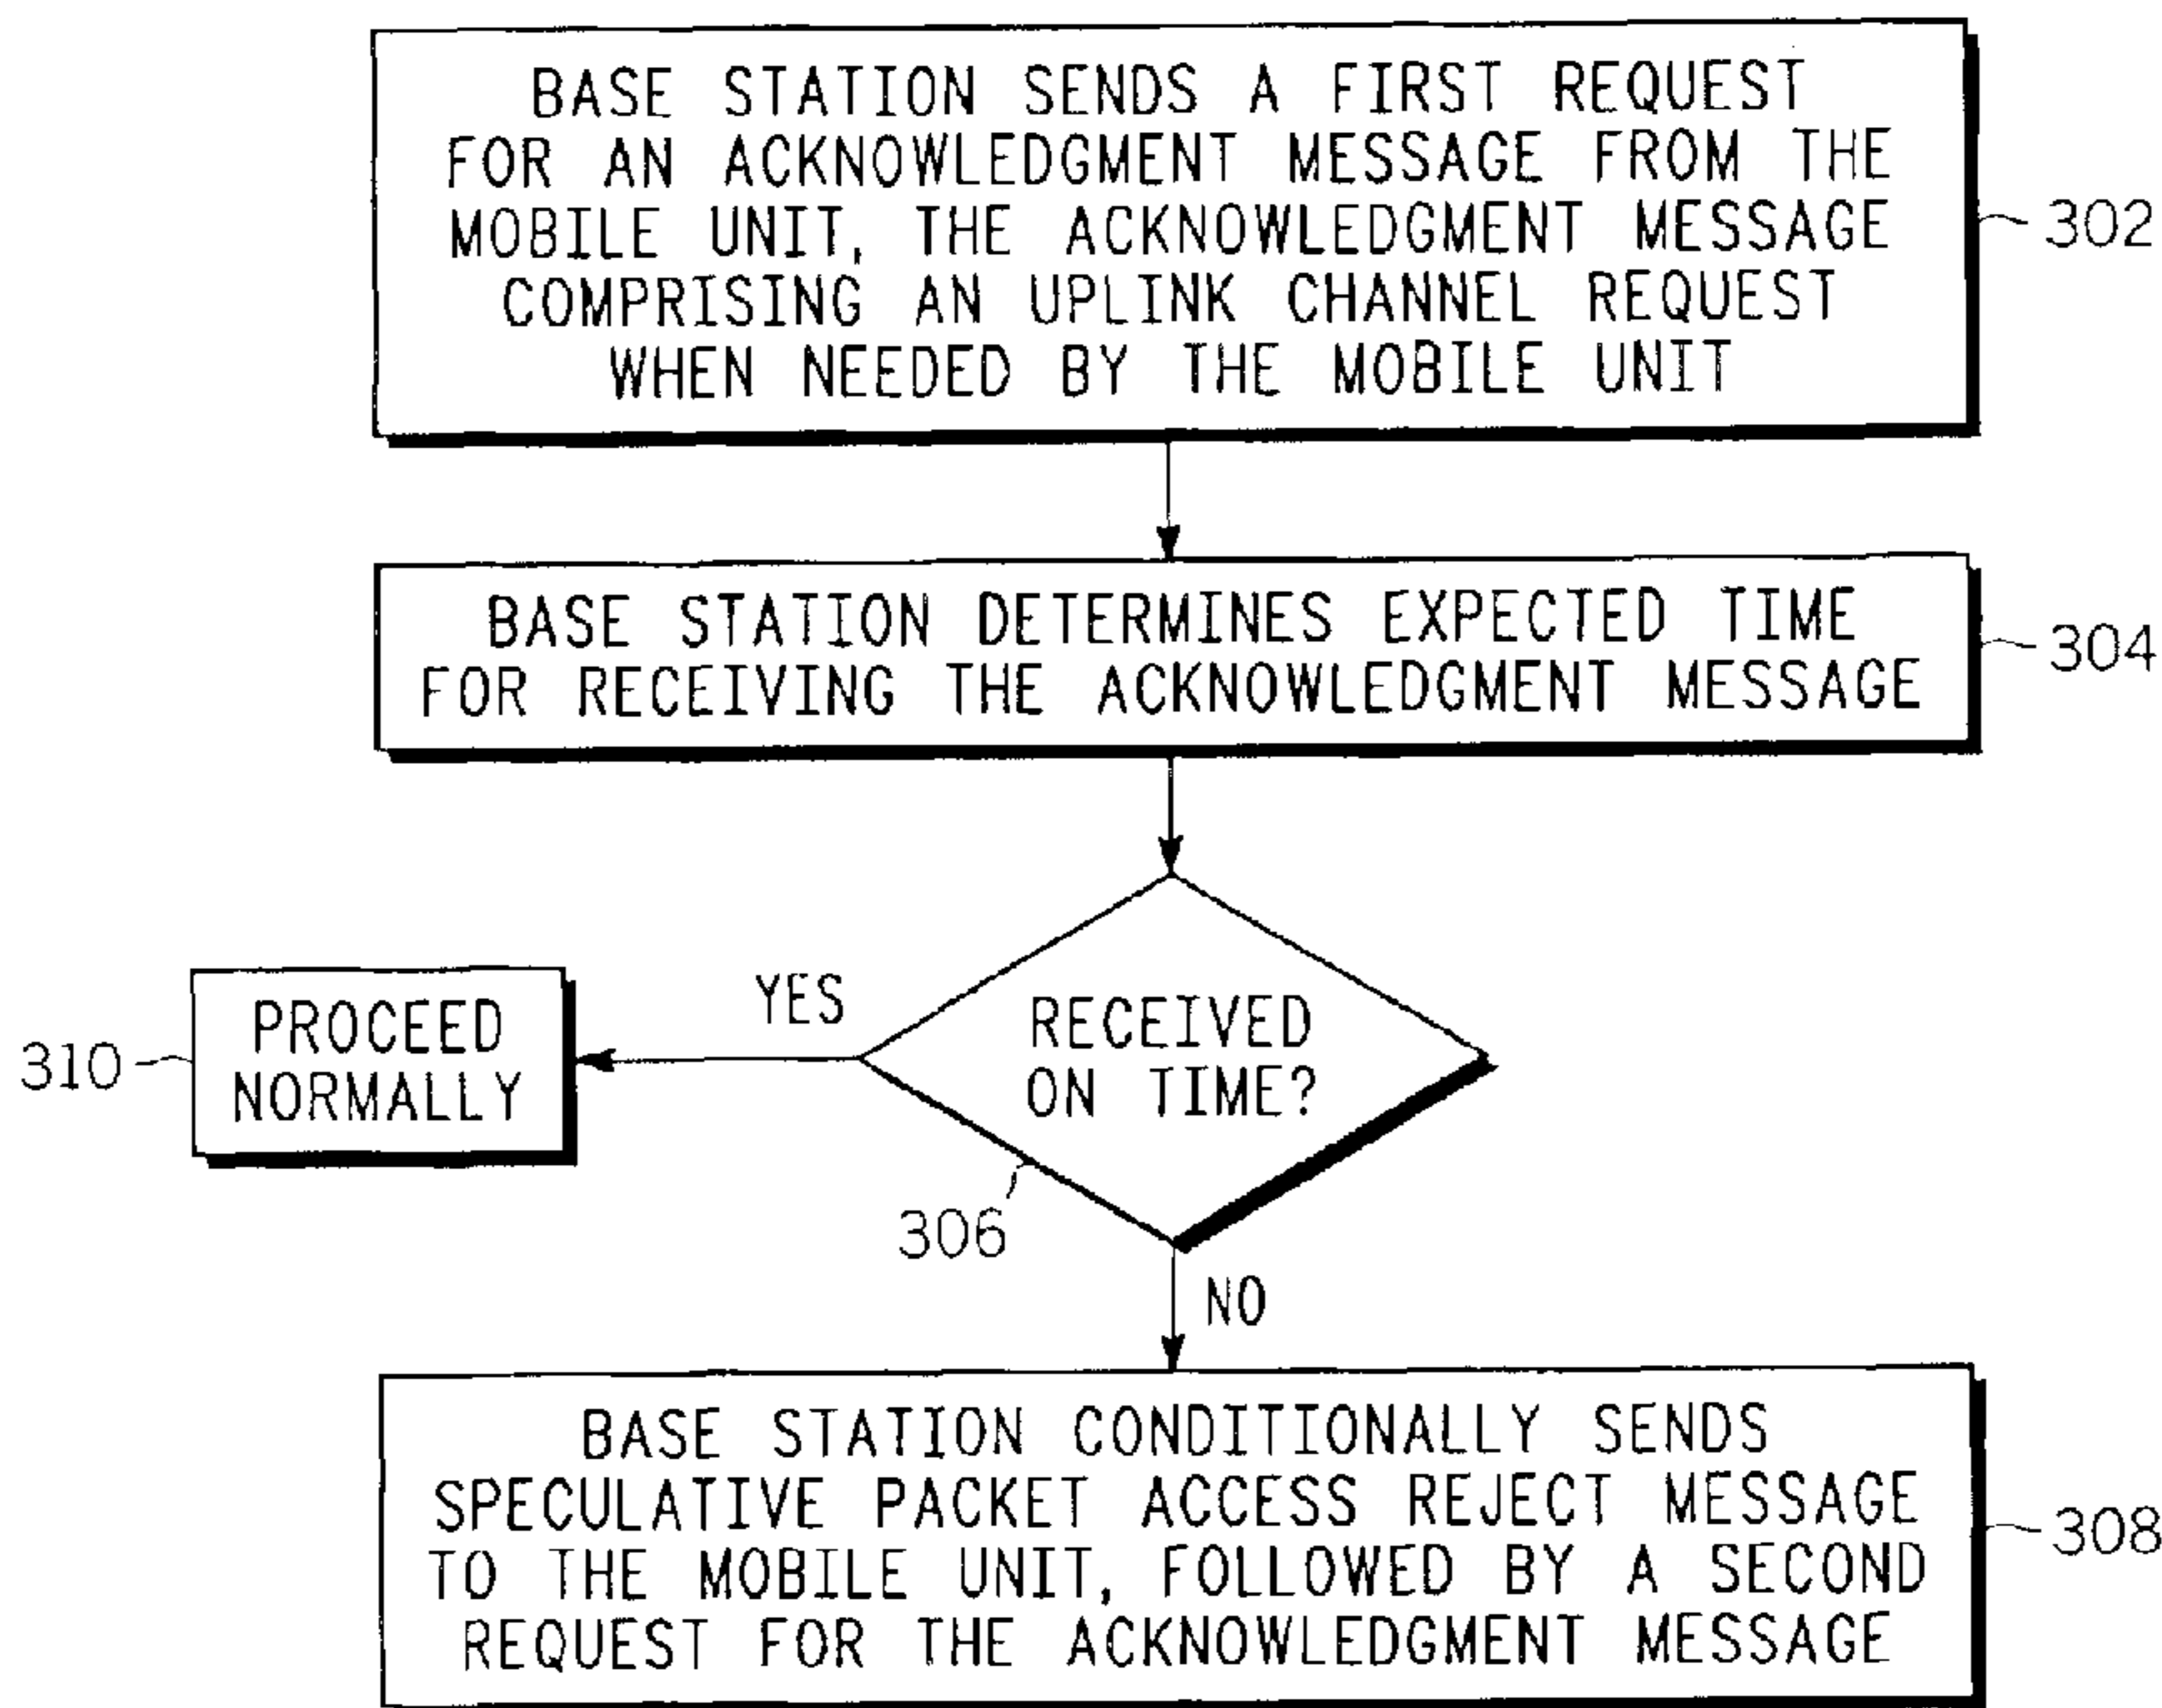 BASE STATION SENDS A FIRST REQUEST
FOR AN ACKNOWLEDGMENT MESSAGE FROM THE
MOBILE UNIT, THE ACKNOWLEDGMENT MESSAGE
COMPRISING AN UPLINK CHANNEL REQUEST
WHEN NEEDED BY THE MOBILE UNIT
302
BASE STATION DETERMINES EXPECTED TIME
FOR RECEIVING THE ACKNOWLEDGMENT MESSAGE
304
RECEIVED
ON TIME?
306
YES
PROCEED
NORMALLY
310
NO
BASE STATION CONDITIONALLY SENDS
SPECULATIVE PACKET ACCESS REJECT MESSAGE
TO THE MOBILE UNIT, FOLLOWED BY A SECOND
REQUEST FOR THE ACKNOWLEDGMENT MESSAGE
308